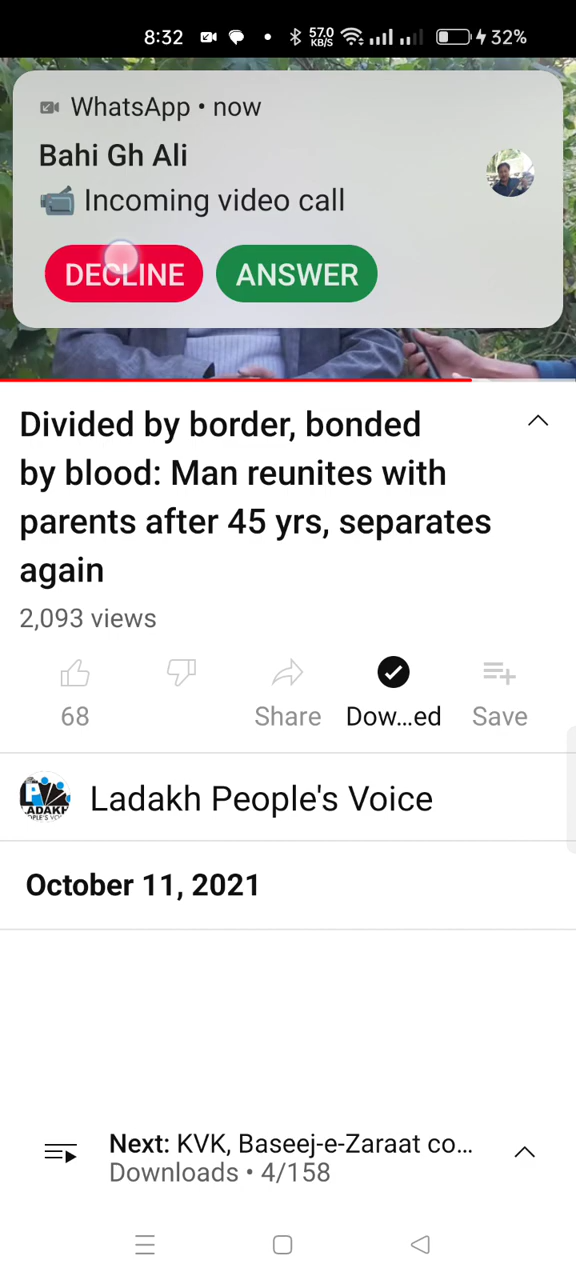 8:32 57.0 KB/S 32%
WhatsApp • now
Bahi Gh Ali
Incoming video call
DECLINE ANSWER
Divided by border, bonded
by blood: Man reunites with
parents after 45 yrs, separates
again
2,093 views
68 Share Dow...ed Save
Ladakh People's Voice
October 11, 2021
Next: KVK, Baseej-e-Zaraat co...
Downloads • 4/158